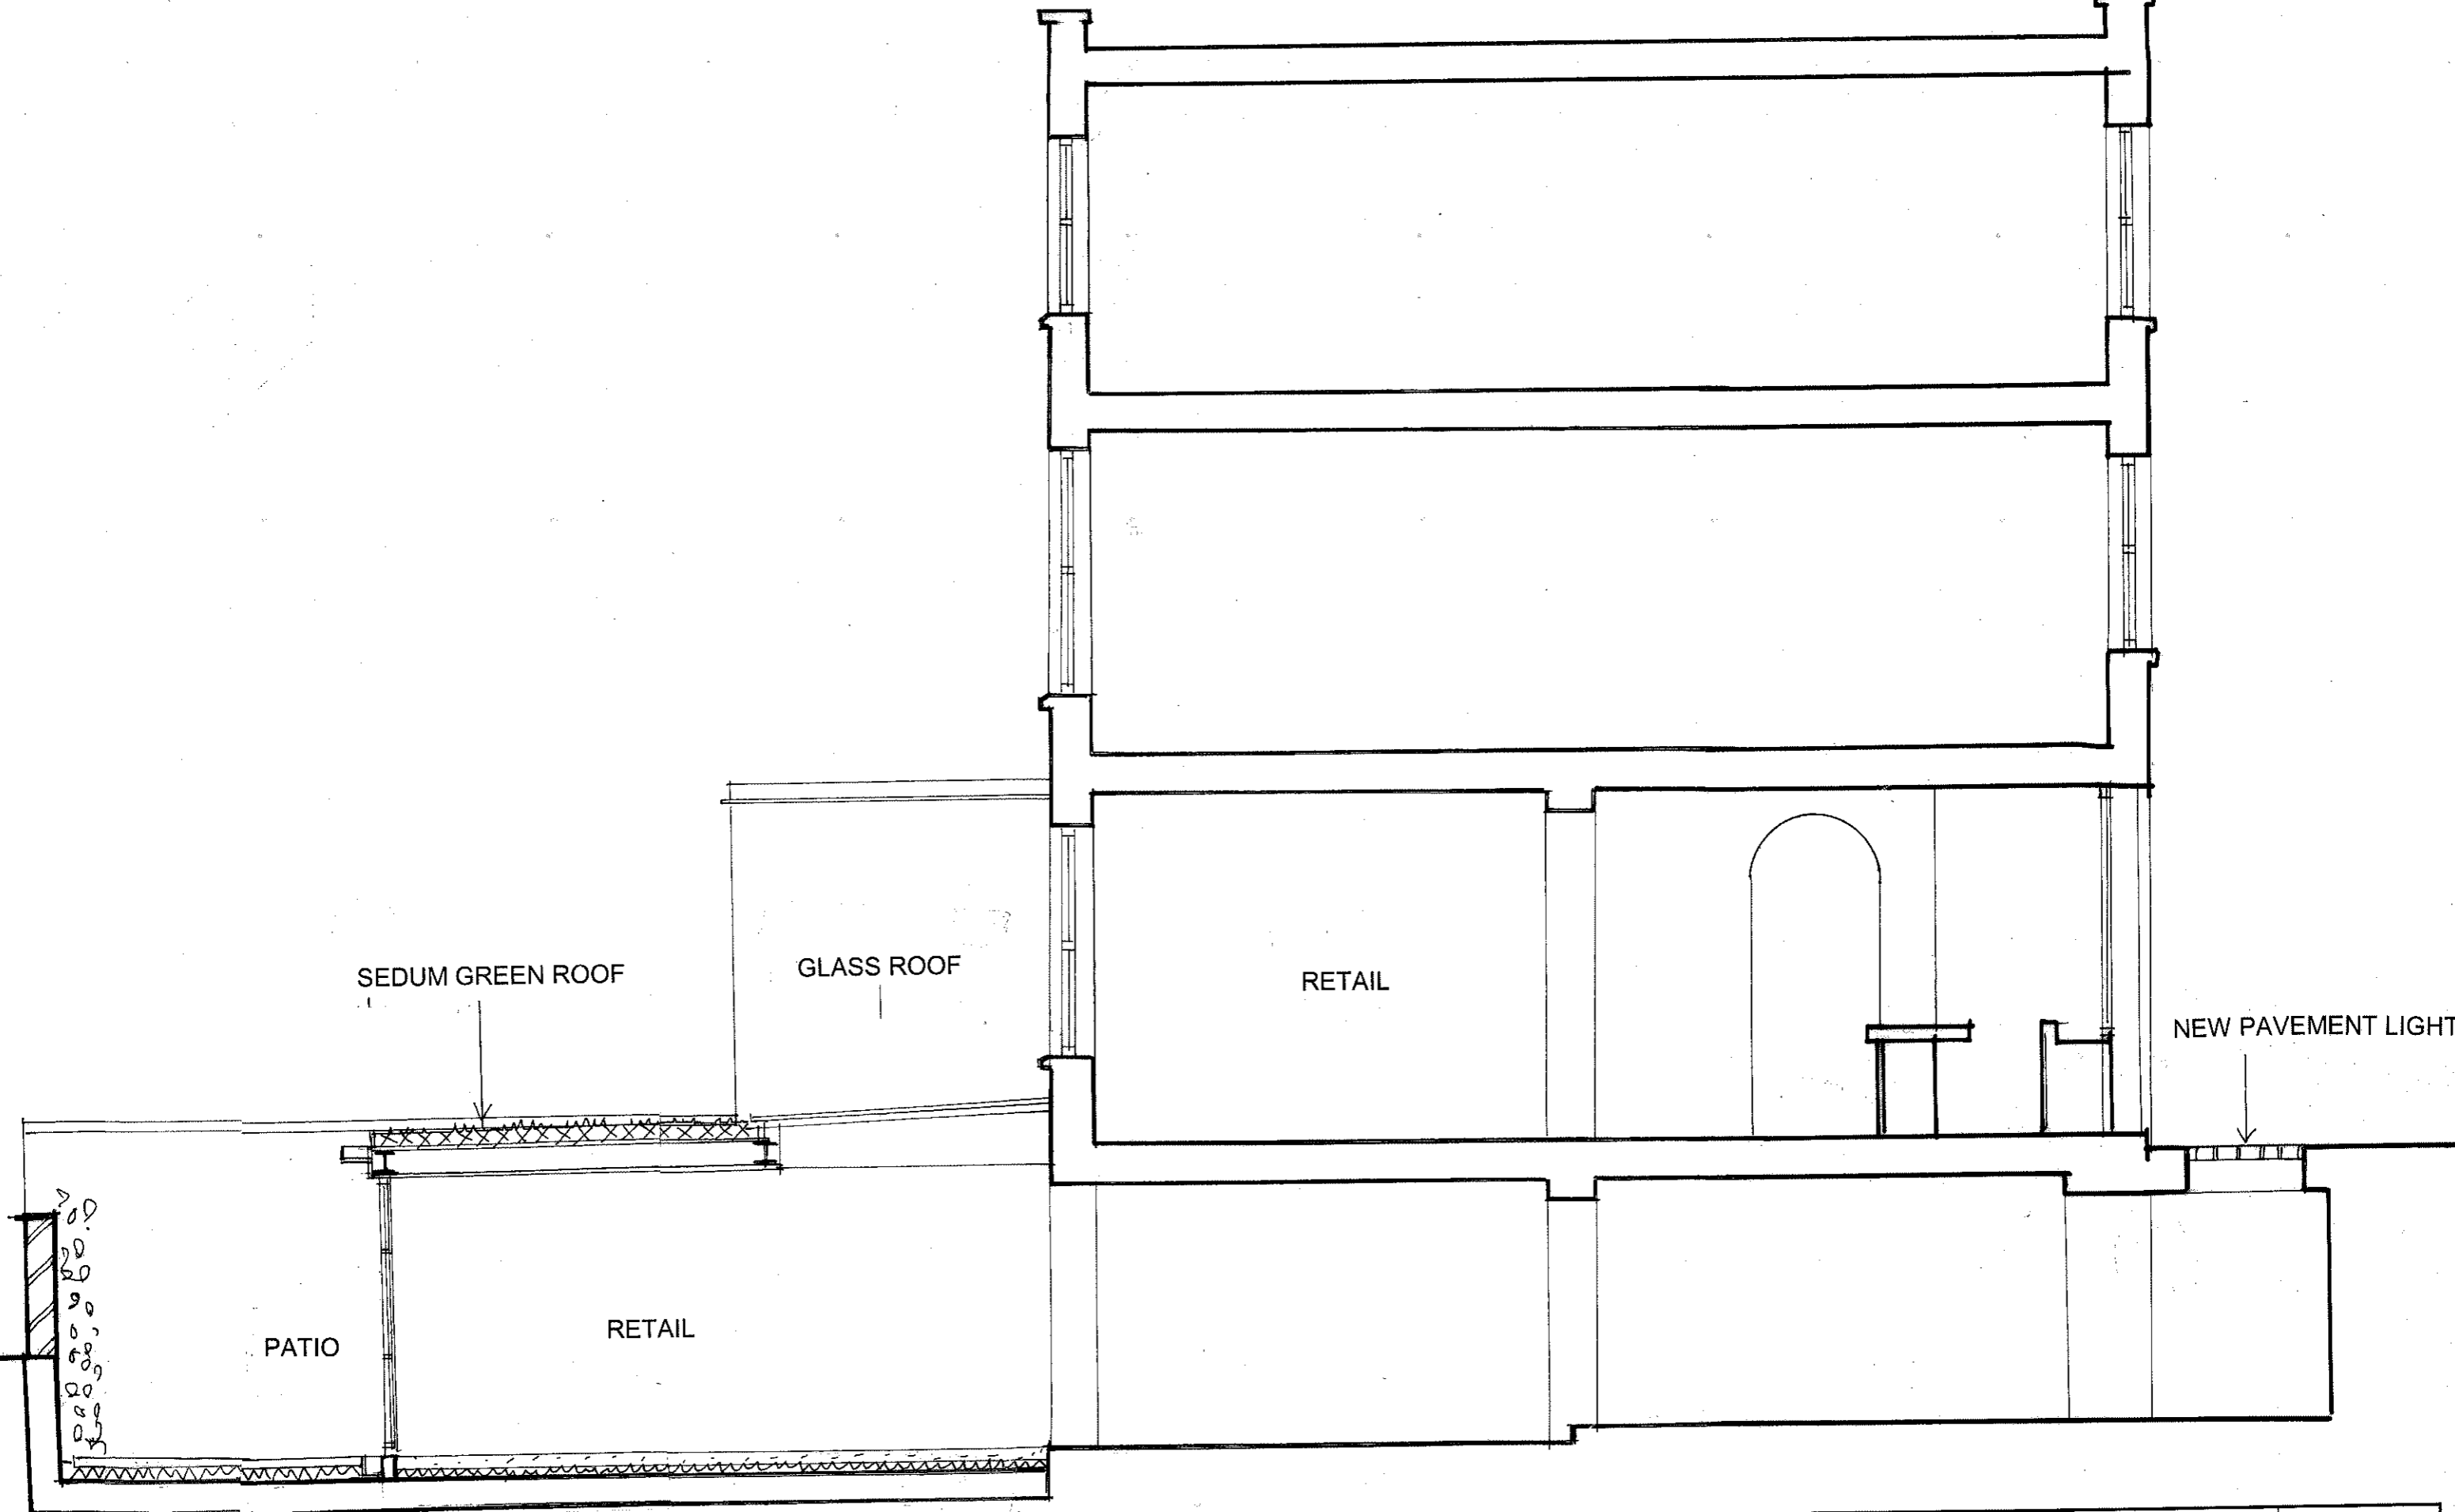 SEDUM GREEN ROOF
GLASS ROOF
RETAIL
NEW PAVEMENT LIGHT
PATIO
RETAIL